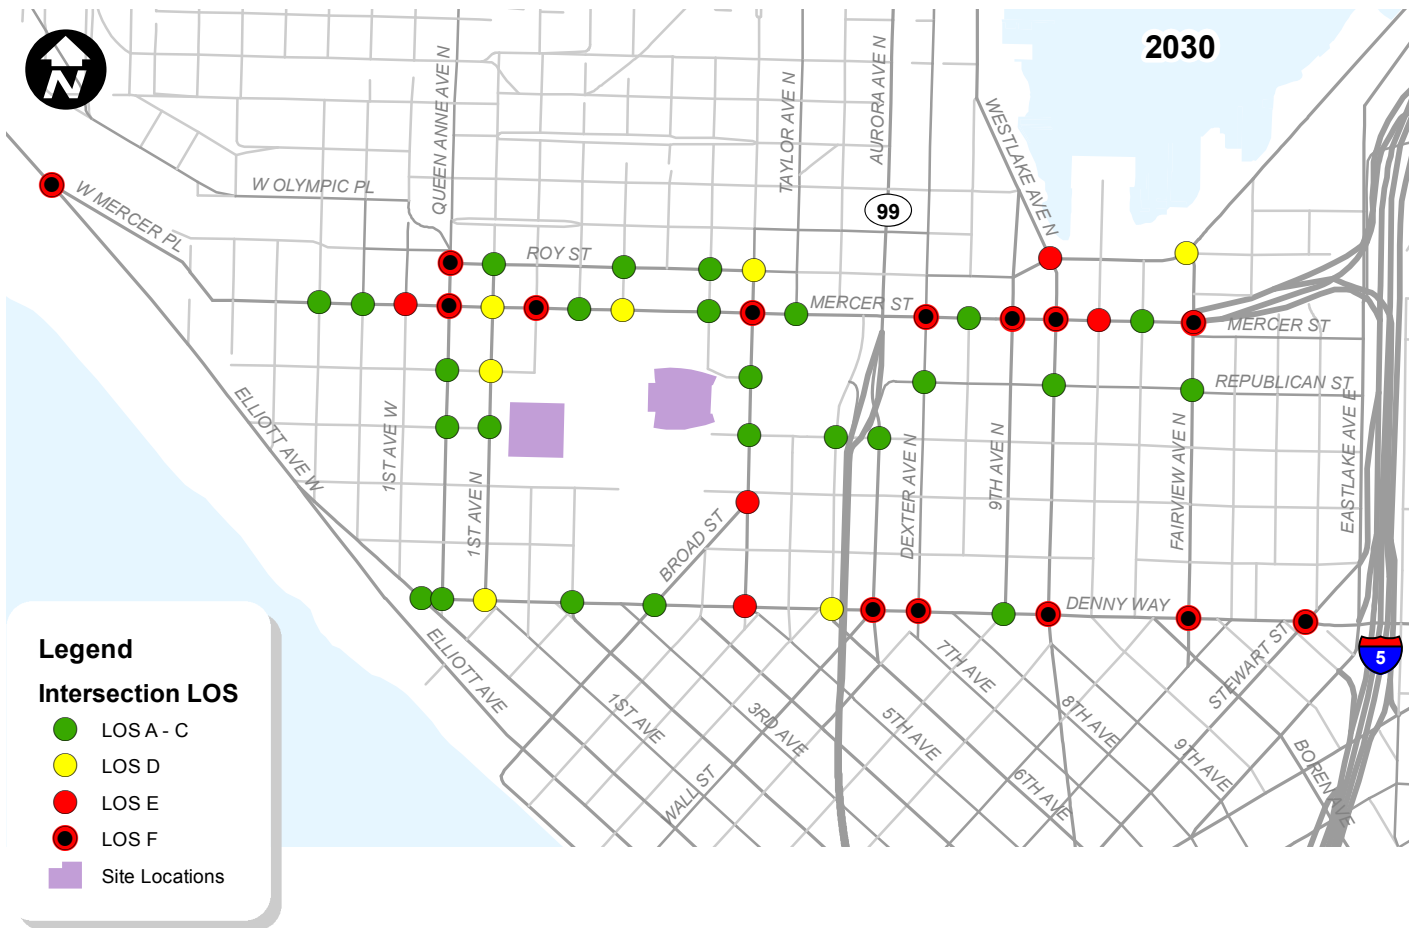 2030
N
QUEEN ANNE AVE N
TAYLOR AVE N
AURORA AVE N
WESTLAKE AVE N
W OLYMPIC PL
W MERCER PL
99
ROY ST
MERCER ST
MERCER ST
REPUBLICAN ST
ELLIOTT AVE W
1ST AVE W
1ST AVE N
BROAD ST
DEXTER AVE N
9TH AVE N
FAIRVIEW AVE N
EASTLAKE AVE E
DENNY WAY
ELLIOTT AVE
1ST AVE
3RD AVE
5TH AVE
7TH AVE
8TH AVE
6TH AVE
9TH AVE
WALL ST
STEWART ST
BOREN AVE
5
Legend
Intersection LOS
LOS A - C
LOS D
LOS E
LOS F
Site Locations